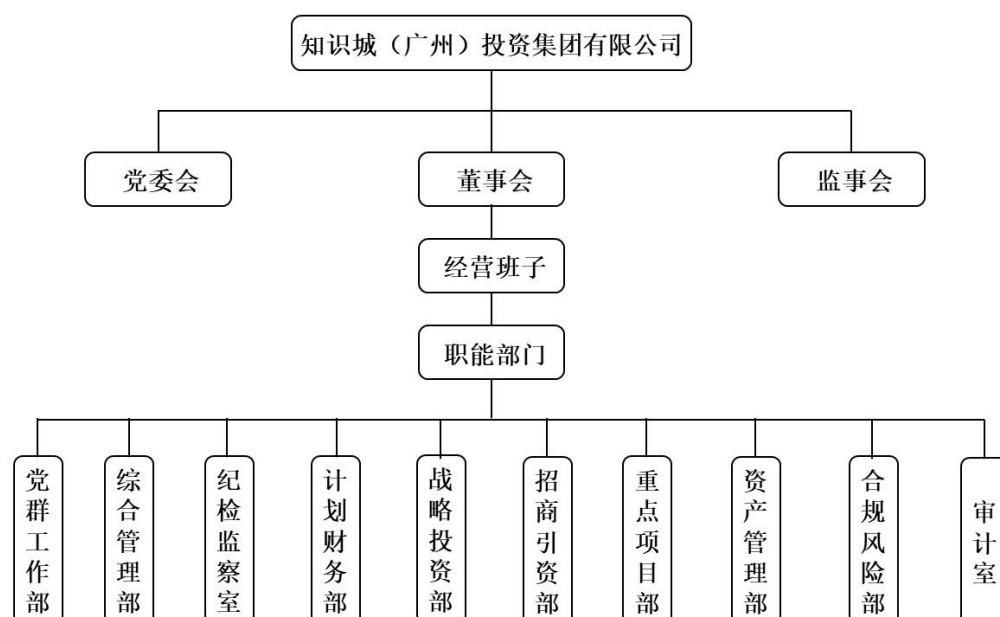 知识城（广州）投资集团有限公司
党委会
董事会
监事会
经营班子
职能部门
党群工作部
综合管理部
纪检监察室
计划财务部
战略投资部
招商引资部
重点项目部
资产管理部
合规风险部
审计室